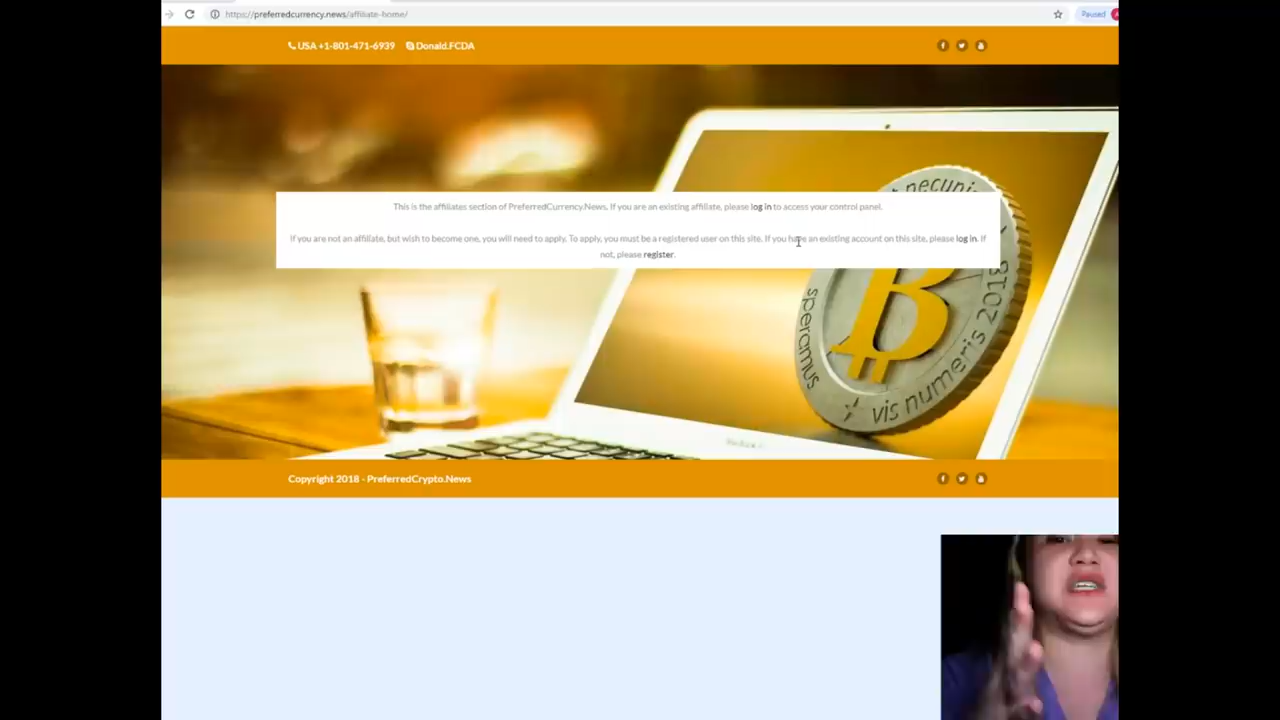 https://preferredcurrency.news/affiliate-home/
Paused
USA +1-801-471-6939 Donald.FCDA
This is the affiliates section of PreferredCurrency.News. If you are an existing affiliate, please log in to access your control panel.
If you are not an affiliate, but wish to become one, you will need to apply. To apply, you must be a registered user on this site. If you have an existing account on this site, please log in. If
not, please register.
B
vis numeris 2018
speramus
Copyright 2018 - PreferredCrypto.News